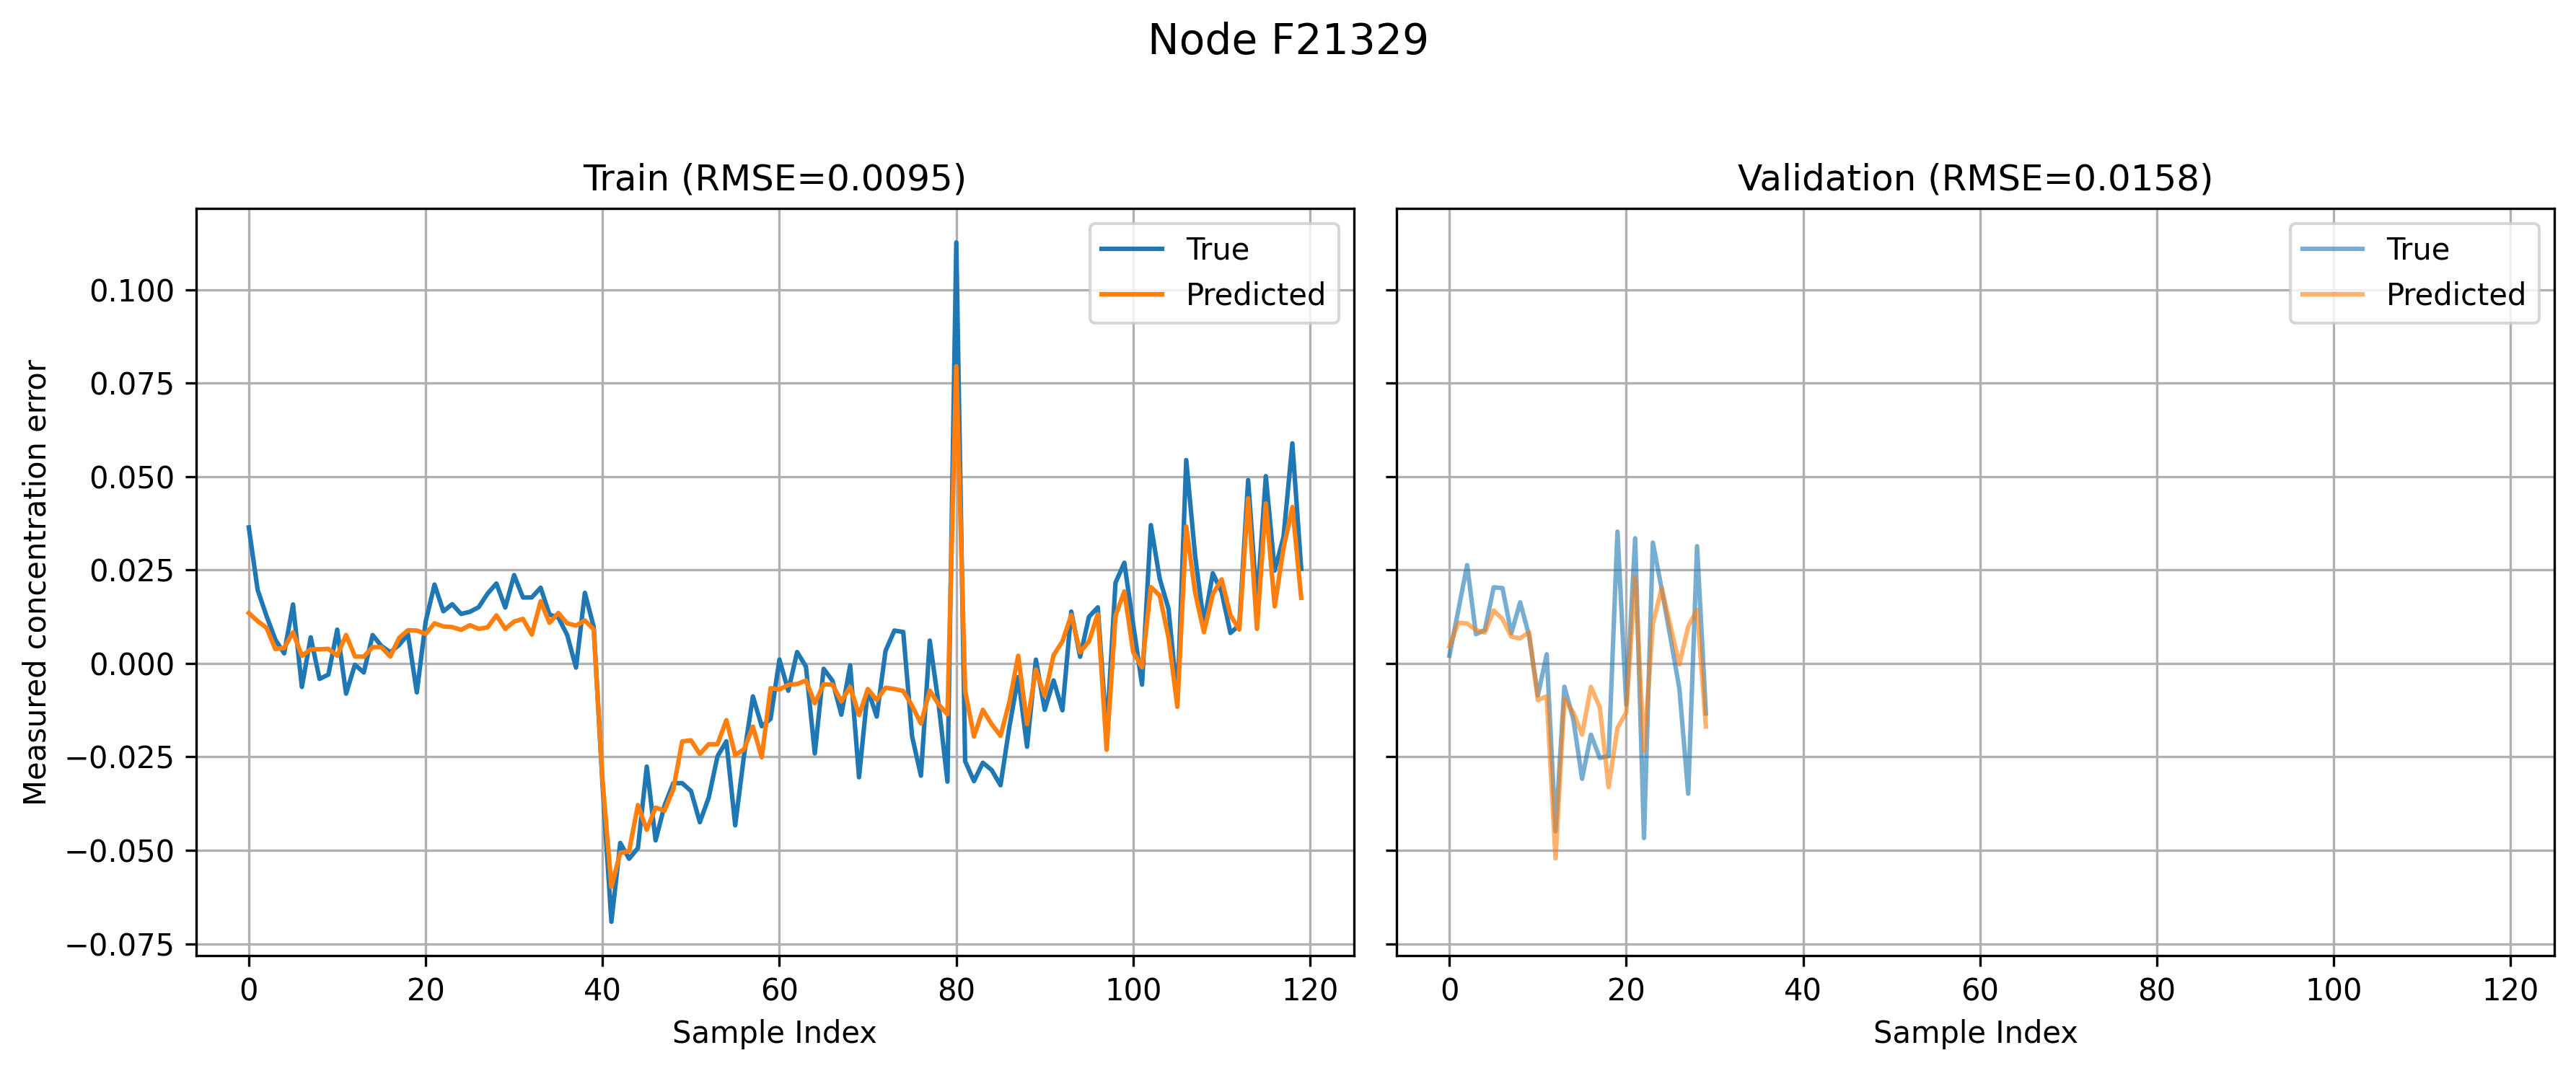 Node F21329
Train (RMSE=0.0095)
Validation (RMSE=0.0158)
True
Predicted
True
Predicted
Measured concentration error
0.100
0.075
0.050
0.025
0.000
−0.025
−0.050
−0.075
0 20 40 60 80 100 120
0 20 40 60 80 100 120
Sample Index
Sample Index